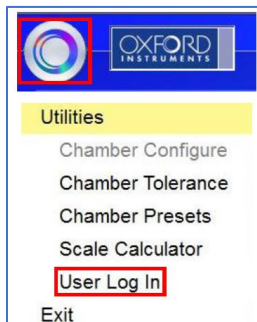 OXFORD
INSTRUMENTS
Utilities
Chamber Configure
Chamber Tolerance
Chamber Presets
Scale Calculator
User Log In
Exit